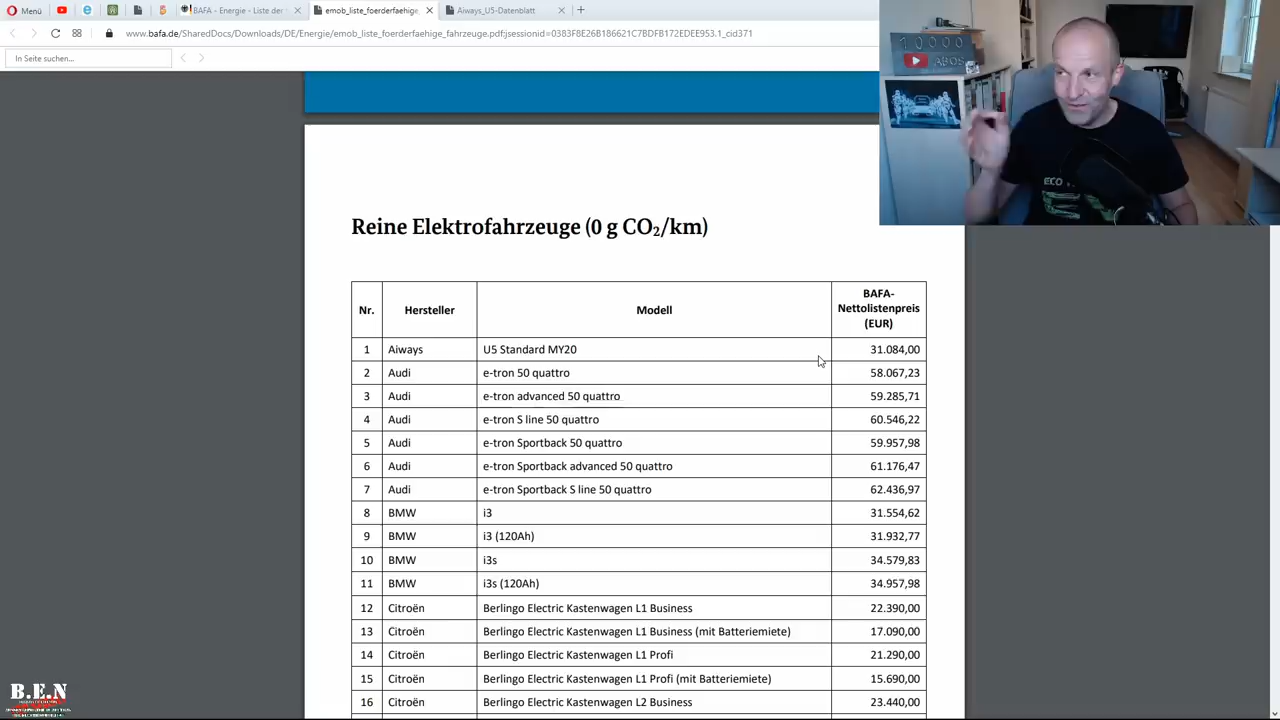 Menü
BAFA - Energie - Liste der
emob_liste_foerderfaehige_
Aiways_U5-Datenblatt
www.bafa.de/SharedDocs/Downloads/DE/Energie/emob_liste_foerderfaehige_fahrzeuge.pdf;jsessionid=0383F8E26B186621C7BDFB172EDEE953.1_cid371
In Seite suchen...
10000
ABOS
ECO
Reine Elektrofahrzeuge (0 g CO₂/km)
Nr. Hersteller Modell BAFA-Nettolistenpreis (EUR)
1 Aiways U5 Standard MY20 31.084,00
2 Audi e-tron 50 quattro 58.067,23
3 Audi e-tron advanced 50 quattro 59.285,71
4 Audi e-tron S line 50 quattro 60.546,22
5 Audi e-tron Sportback 50 quattro 59.957,98
6 Audi e-tron Sportback advanced 50 quattro 61.176,47
7 Audi e-tron Sportback S line 50 quattro 62.436,97
8 BMW i3 31.554,62
9 BMW i3 (120Ah) 31.932,77
10 BMW i3s 34.579,83
11 BMW i3s (120Ah) 34.957,98
12 Citroën Berlingo Electric Kastenwagen L1 Business 22.390,00
13 Citroën Berlingo Electric Kastenwagen L1 Business (mit Batteriemiete) 17.090,00
14 Citroën Berlingo Electric Kastenwagen L1 Profi 21.290,00
15 Citroën Berlingo Electric Kastenwagen L1 Profi (mit Batteriemiete) 15.690,00
16 Citroën Berlingo Electric Kastenwagen L2 Business 23.440,00
B.E.N